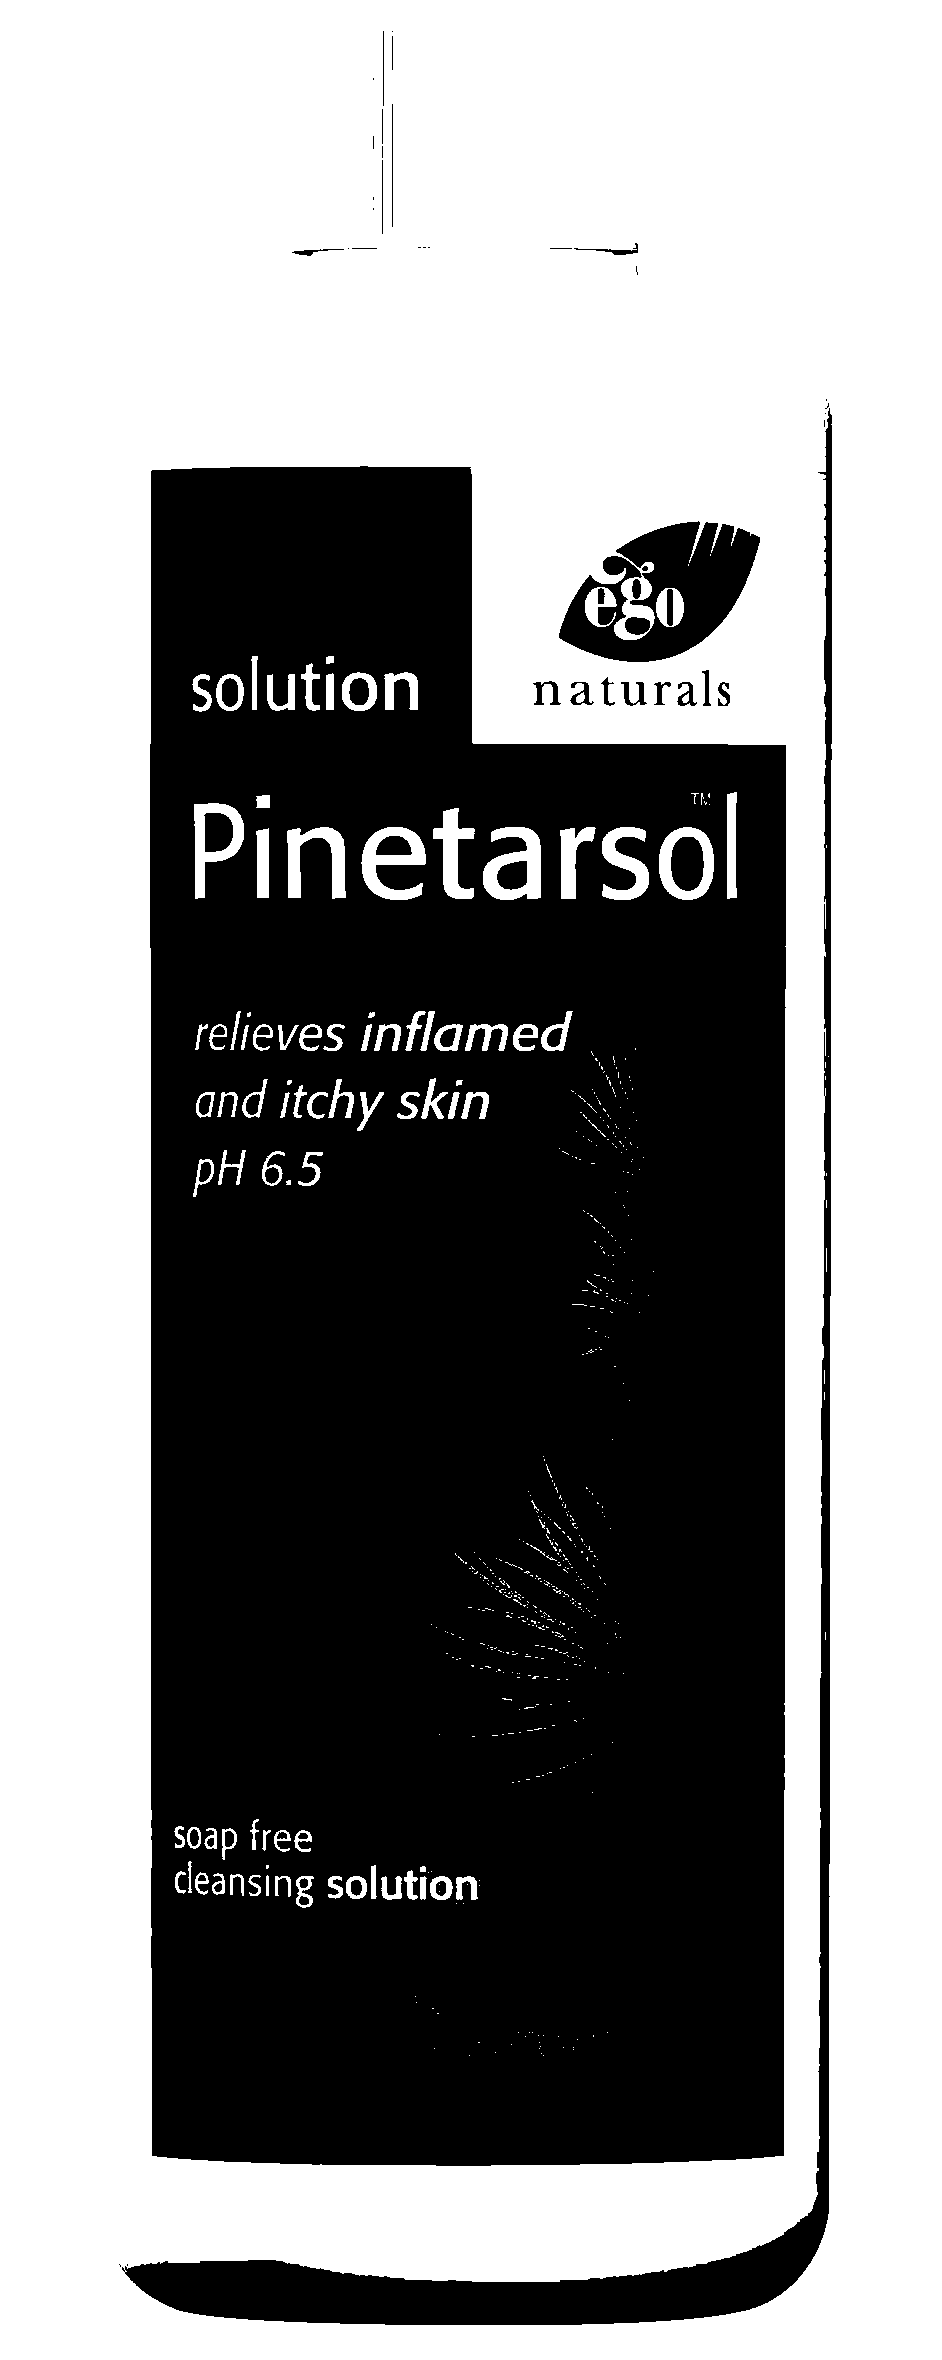 ego
naturals
solution
Pinetarsol™
relieves inflamed
and itchy skin
pH 6.5
soap free
cleansing solution